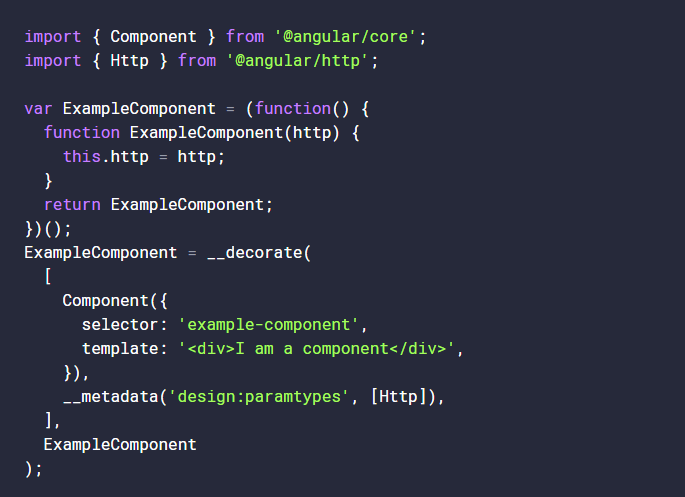 import { Component } from '@angular/core';
import { Http } from '@angular/http';

var ExampleComponent = (function() {
  function ExampleComponent(http) {
    this.http = http;
  }
  return ExampleComponent;
})();
ExampleComponent = __decorate(
  [
    Component({
      selector: 'example-component',
      template: '<div>I am a component</div>',
    }),
    __metadata('design:paramtypes', [Http]),
  ],
  ExampleComponent
);